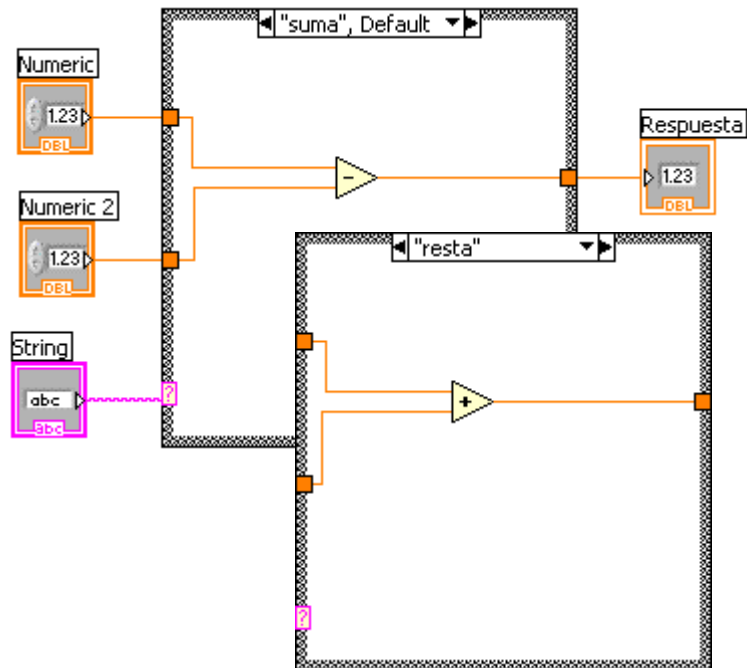 "suma", Default
Numeric
1.23
DBL
-
Respuesta
1.23
DBL
Numeric 2
1.23
DBL
"resta"
String
abc
abc
?
+
?